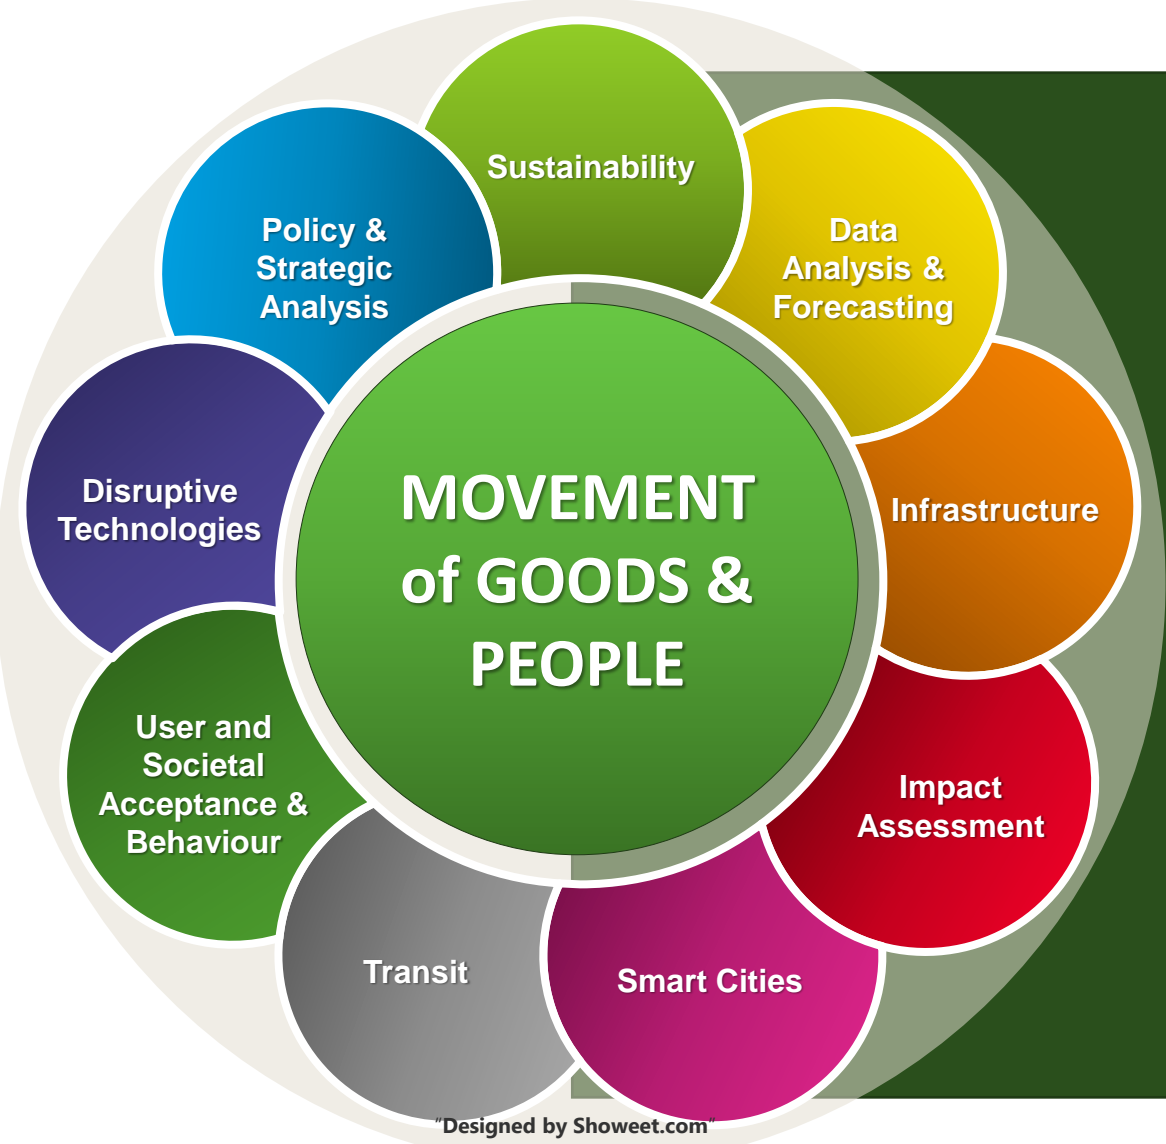 Sustainability
Data
Analysis &
Forecasting
Infrastructure
Impact
Assessment
Smart Cities
Transit
User and
Societal
Acceptance &
Behaviour
Disruptive
Technologies
Policy &
Strategic
Analysis
MOVEMENT
of GOODS &
PEOPLE
"Designed by Showeet.com"